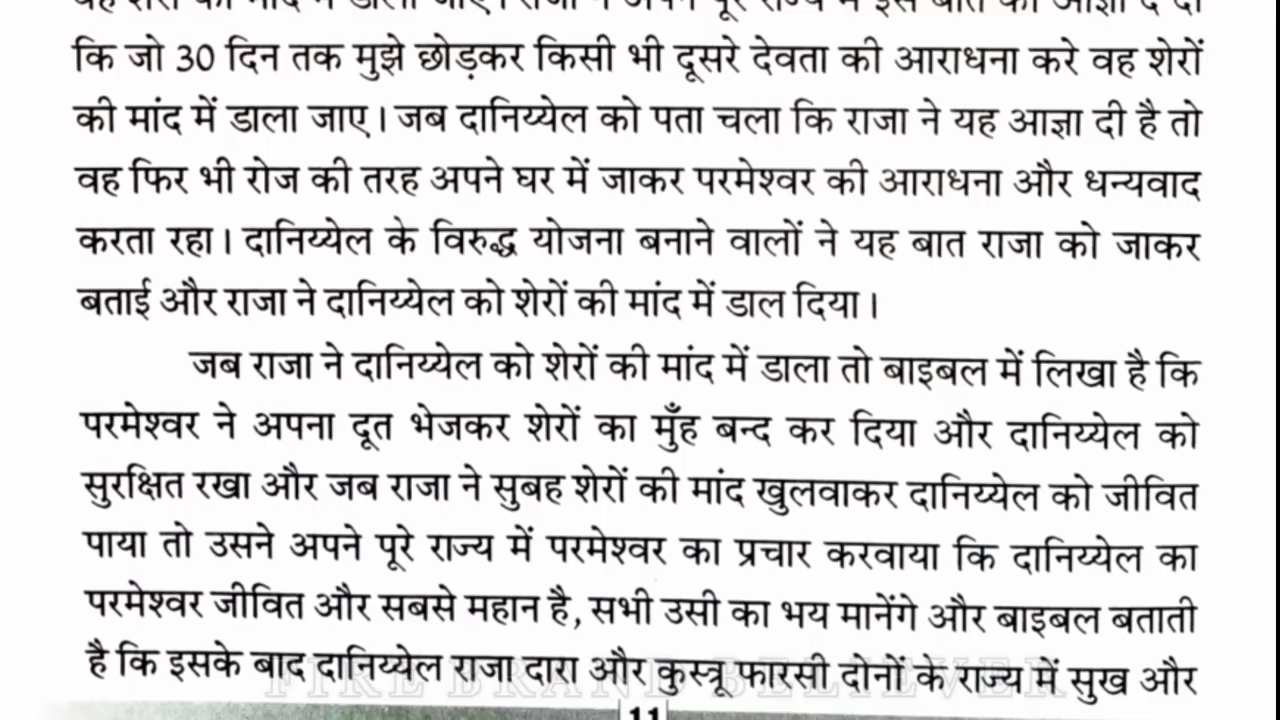 कि जो 30 दिन तक मुझे छोड़कर किसी भी दूसरे देवता की आराधना करे वह शेरों
की मांद में डाला जाए। जब दानिय्येल को पता चला कि राजा ने यह आज्ञा दी है तो
वह फिर भी रोज की तरह अपने घर में जाकर परमेश्वर की आराधना और धन्यवाद
करता रहा। दानिय्येल के विरुद्ध योजना बनाने वालों ने यह बात राजा को जाकर
बताई और राजा ने दानिय्येल को शेरों की मांद में डाल दिया।
जब राजा ने दानिय्येल को शेरों की मांद में डाला तो बाइबल में लिखा है कि
परमेश्वर ने अपना दूत भेजकर शेरों का मुँह बन्द कर दिया और दानिय्येल को
सुरक्षित रखा और जब राजा ने सुबह शेरों की मांद खुलवाकर दानिय्येल को जीवित
पाया तो उसने अपने पूरे राज्य में परमेश्वर का प्रचार करवाया कि दानिय्येल का
परमेश्वर जीवित और सबसे महान है, सभी उसी का भय मानेंगे और बाइबल बताती
है कि इसके बाद दानिय्येल राजा दारा और कुस्त्रू फारसी दोनों के राज्य में सुख और
FIRE BRAND BELIEVER
11